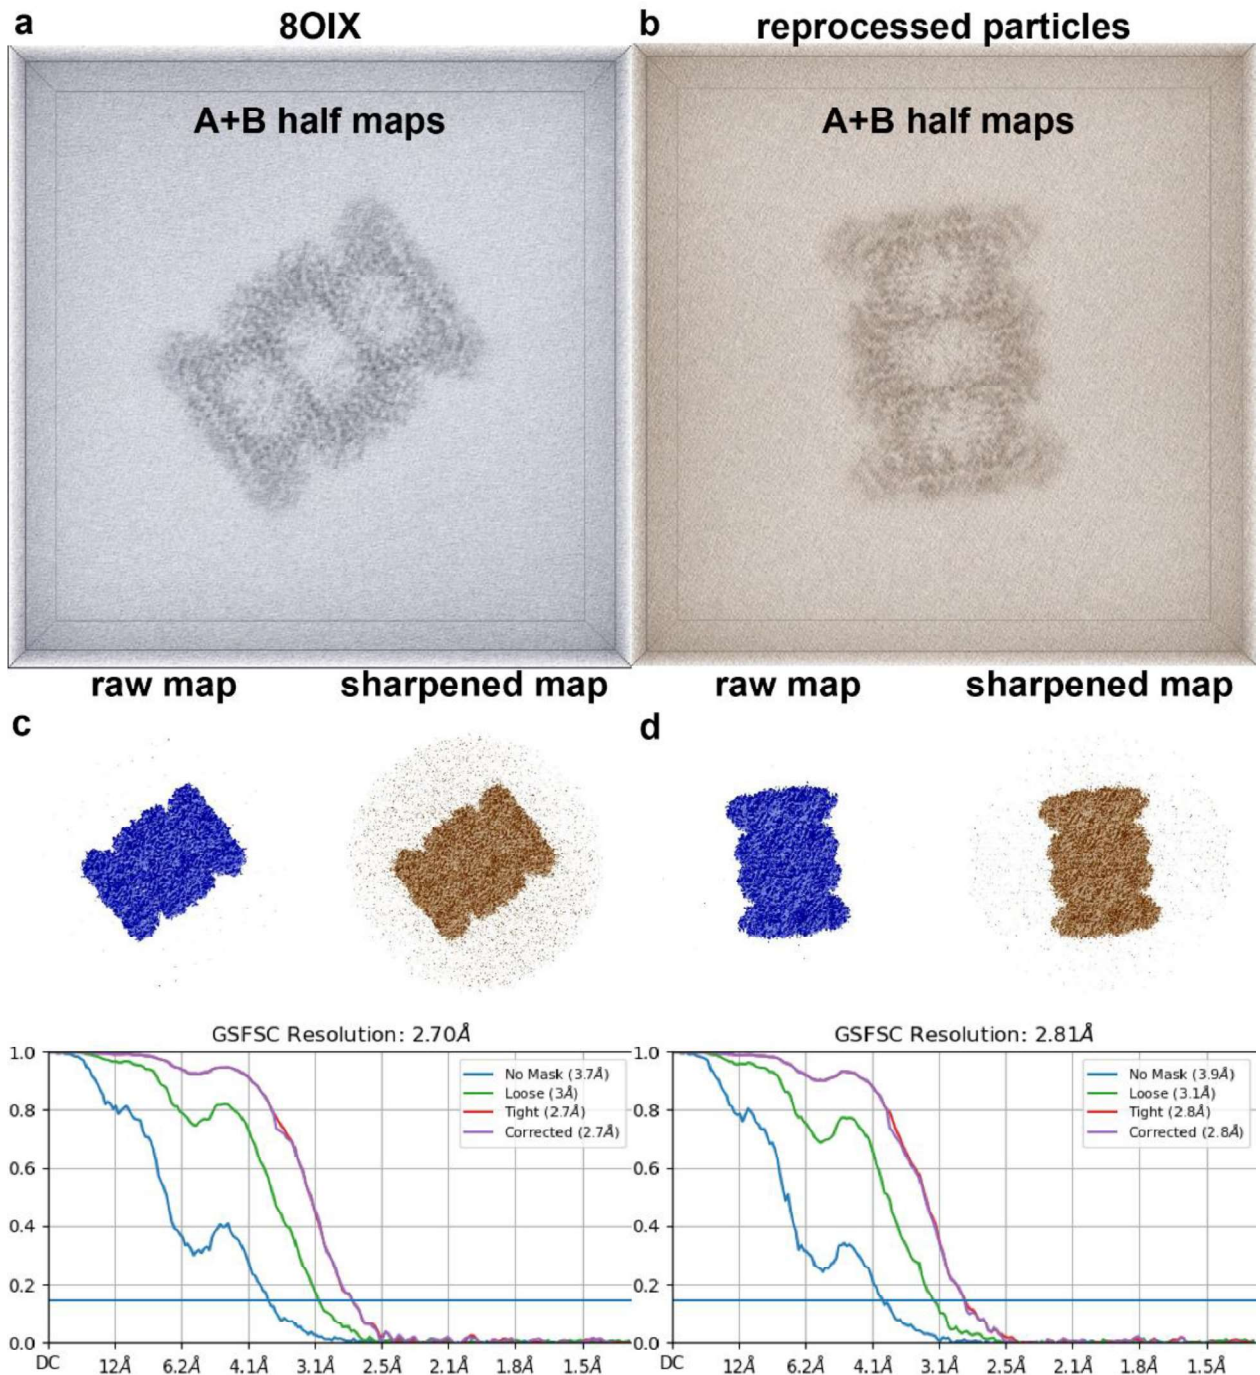 a
8OIX
b
reprocessed particles
A+B half maps
A+B half maps
raw map
sharpened map
raw map
sharpened map
c
d
GSFSC Resolution: 2.70Å
1.0
0.8
0.6
0.4
0.2
0.0
No Mask (3.7Å)
Loose (3Å)
Tight (2.7Å)
Corrected (2.7Å)
DC
12Å
6.2Å
4.1Å
3.1Å
2.5Å
2.1Å
1.8Å
1.5Å
GSFSC Resolution: 2.81Å
1.0
0.8
0.6
0.4
0.2
0.0
No Mask (3.9Å)
Loose (3.1Å)
Tight (2.8Å)
Corrected (2.8Å)
DC
12Å
6.2Å
4.1Å
3.1Å
2.5Å
2.1Å
1.8Å
1.5Å